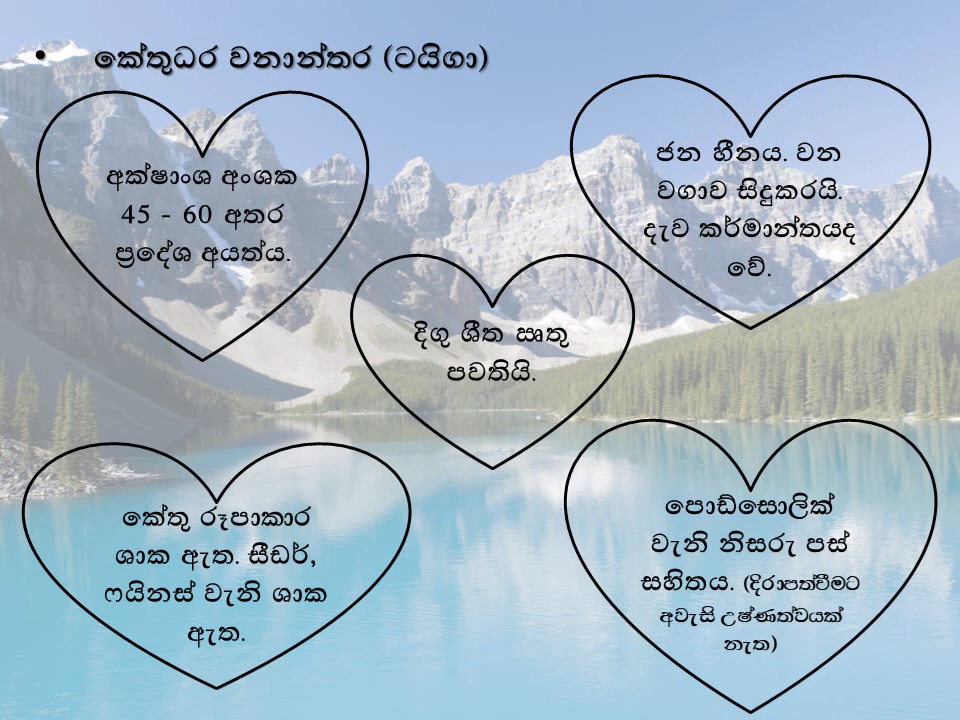 • කේතුධර වනාන්තර (ටයිගා)
අක්ෂාංශ අංශක
45 - 60 අතර
ප්‍රදේශ අයත්ය.
ජන හීනය. වන
වගාව සිදුකරයි.
දැව කර්මාන්තයද
වේ.
දිගු ශීත ඍතු
පවතියි.
කේතු රූපාකාර
ශාක ඇත. සීඩර්,
ෆයිනස් වැනි ශාක
ඇත.
පොඩ්සොලික්
වැනි නිසරු පස්
සහිතය. (දිරාපත්වීමට
අවැසි උෂ්ණත්වයක්
නැත)